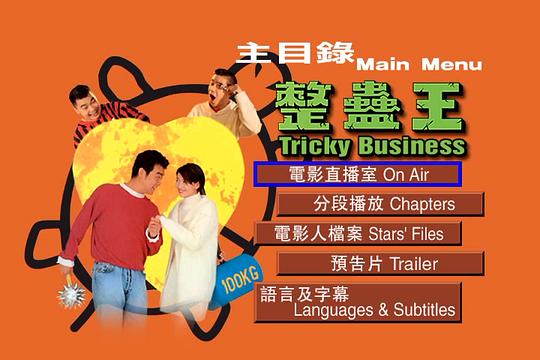 主目錄 Main Menu
整蠱王
Tricky Business
電影直播室 On Air
分段播放 Chapters
電影人檔案 Stars' Files
預告片 Trailer
語言及字幕
Languages & Subtitles
100KG